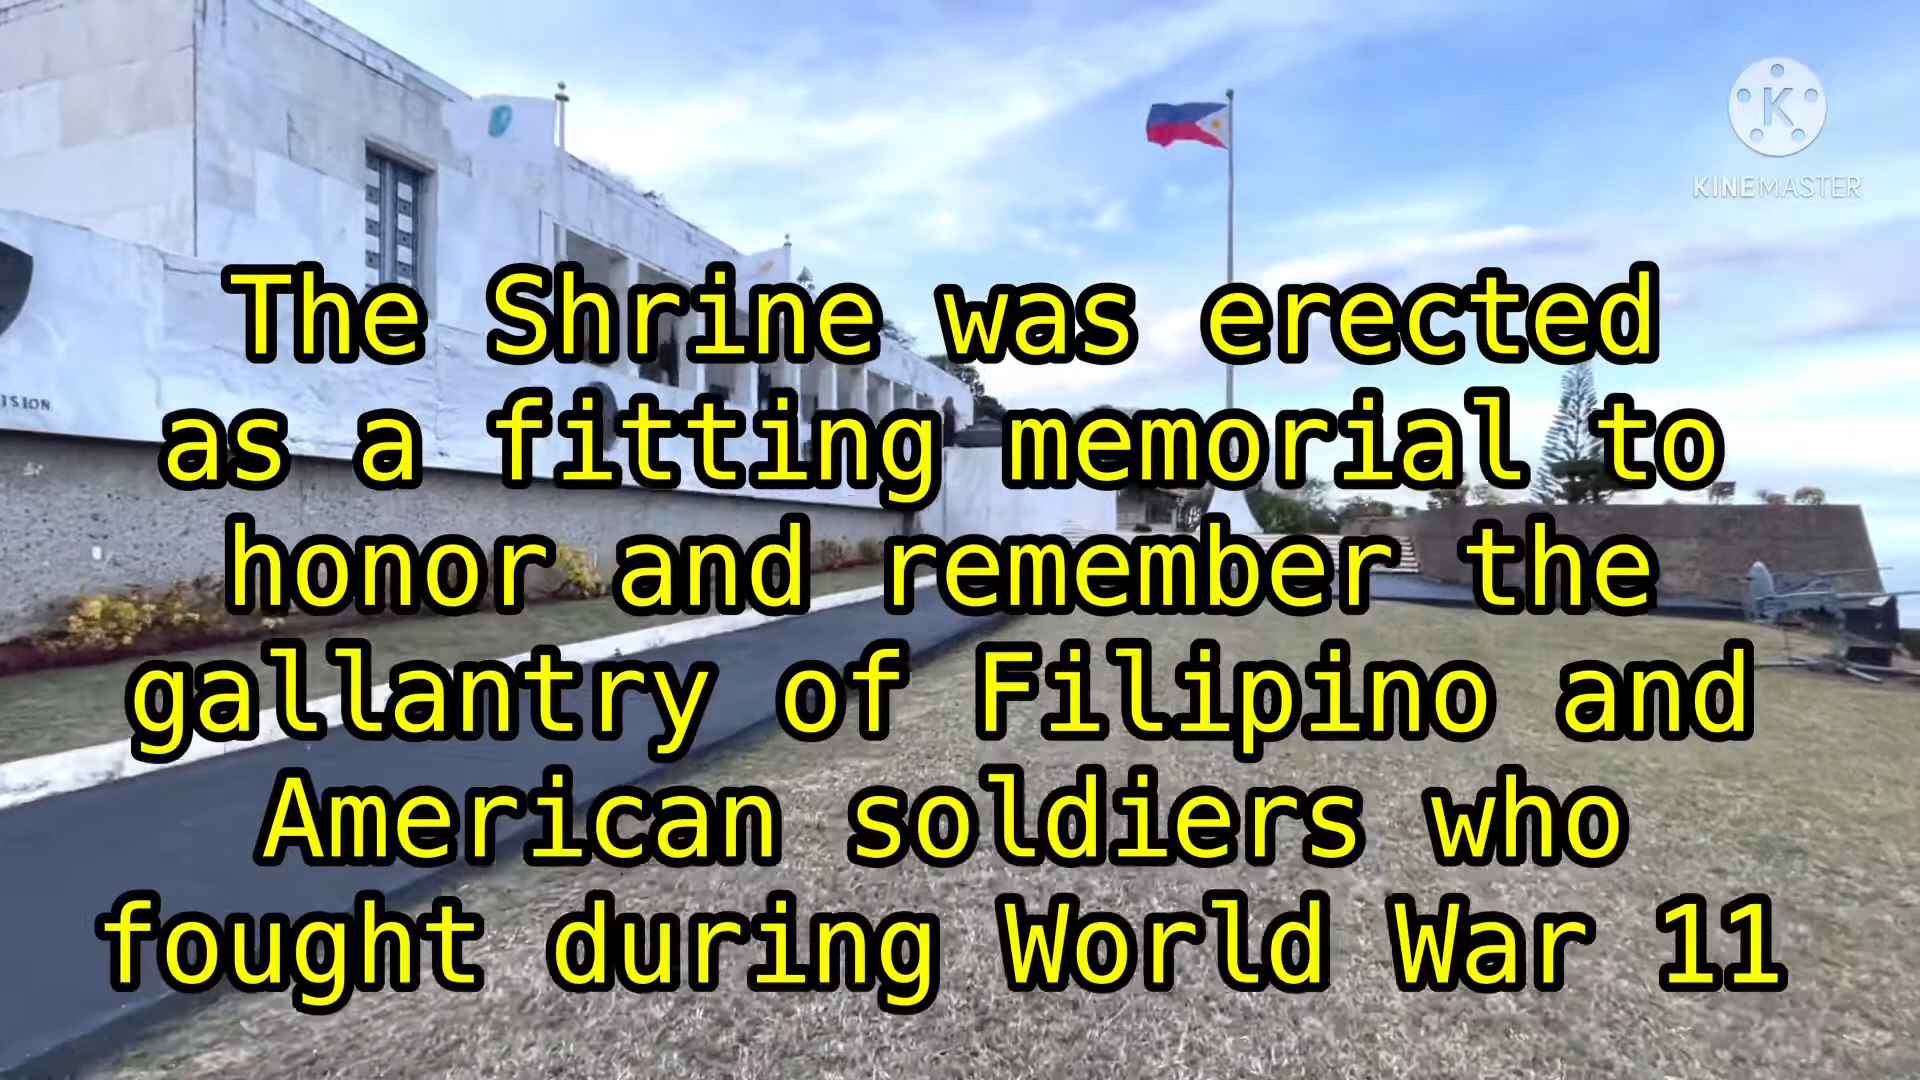 KINEMASTER
ISION
The Shrine was erected
as a fitting memorial to
honor and remember the
gallantry of Filipino and
American soldiers who
fought during World War 11